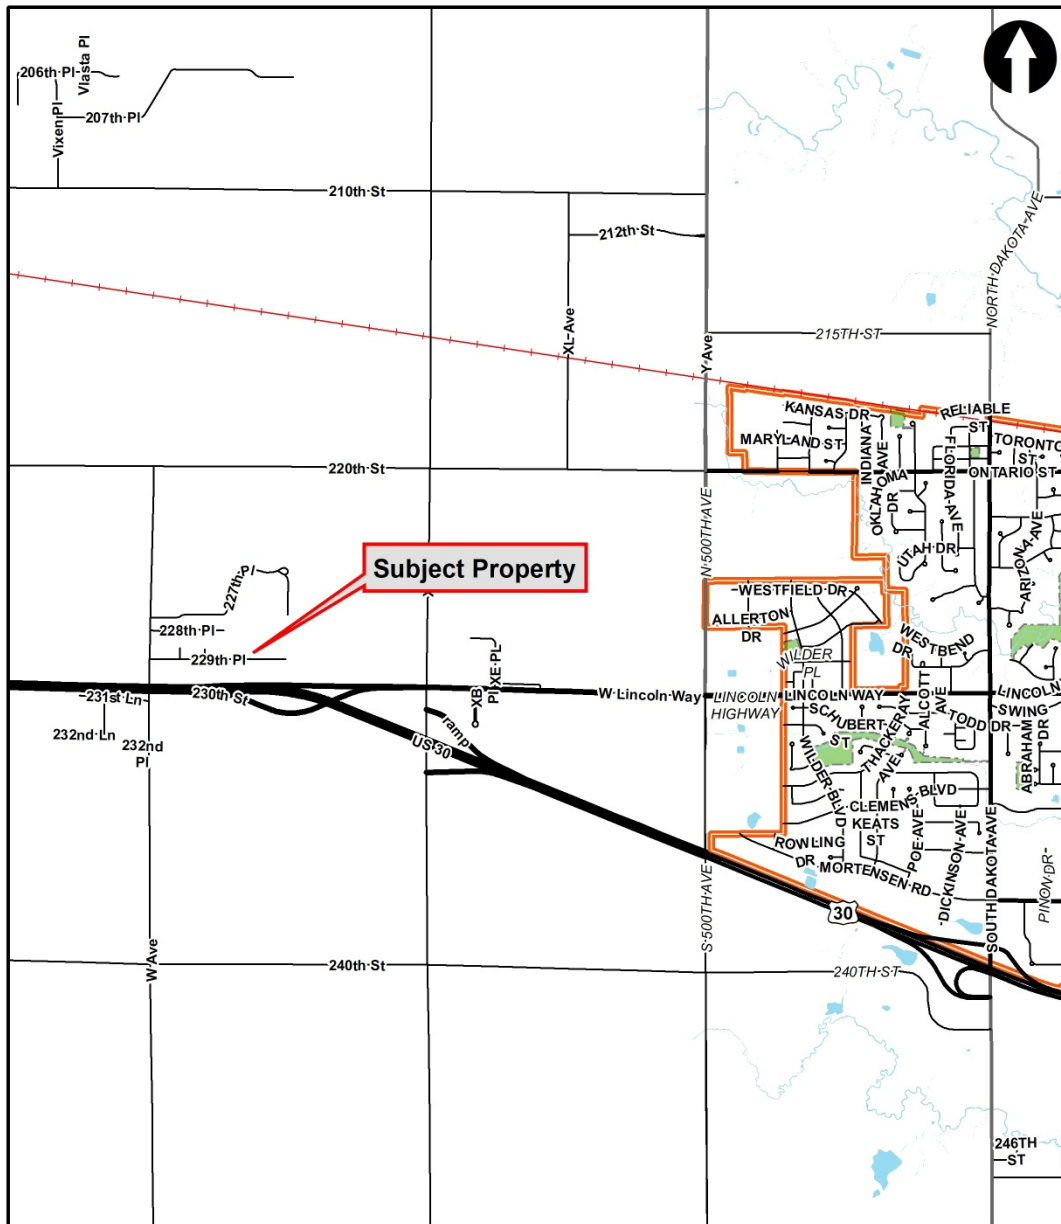 Vlasta Pl
206th Pl
207th Pl
Vixen Pl
210th St
212th St
NORTH DAKOTA AVE
215TH ST
XL Ave
Y Ave
KANSAS DR
RELIABLE
ST
MARYLAND ST
INDIANA
AVE
OKLAHOMA
DR
FLORIDA AVE
TORONTO
ST
ONTARIO ST
220th St
N 500TH AVE
UTAH DR
ARIZONA AVE
Subject Property
227th Pl
228th Pl
229th Pl
WESTFIELD DR
ALLERTON
DR
WILDER
PL
WESTBEND
DR
XE PL
XB
Pl
W Lincoln Way
LINCOLN
HIGHWAY
LINCOLN WAY
LINCOLN
SWING
231st Ln
230th St
232nd Ln
232nd
Pl
ramp
US 30
SCHUBERT
ST
THACKERAY
AVE
ALCOTT
AVE
TODD DR
ABRAHAM
DR
WILDER BLVD
CLEMENS BLVD
KEATS
ST
ROWLING
DR
MORTENSEN RD
POE AVE
DICKINSON AVE
SOUTH DAKOTA AVE
PINON DR
30
S 500TH AVE
W Ave
240th St
240TH ST
246TH
ST